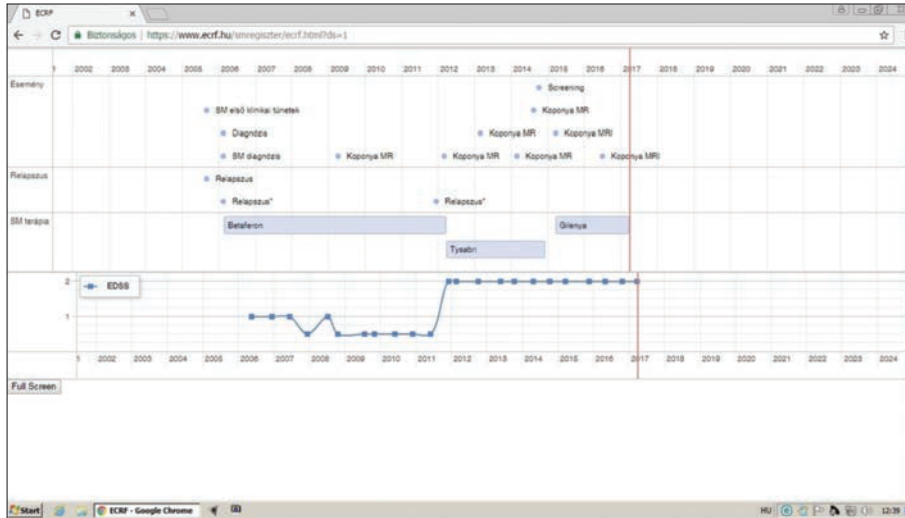 ECRF
Biztonságos | https://www.ecrf.hu/smregiszter/ecrf.html?ds=1
1 2002 2003 2004 2005 2006 2007 2008 2009 2010 2011 2012 2013 2014 2015 2016 2017 2018 2019 2020 2021 2022 2023 2024
Esemény
Screening
SM első klinikai tünetek
Koponya MR
Diagnózis
Koponya MR
Koponya MRI
SM diagnózis
Koponya MR
Koponya MR
Koponya MR
Koponya MRI
Relapszus
Relapszus
Relapszus*
Relapszus*
SM terápia
Betaferon
Gilenya
Tysabri
2
EDSS
1
1 2002 2003 2004 2005 2006 2007 2008 2009 2010 2011 2012 2013 2014 2015 2016 2017 2018 2019 2020 2021 2022 2023 2024
Full Screen
Start
ECRF - Google Chrome
HU
12:39